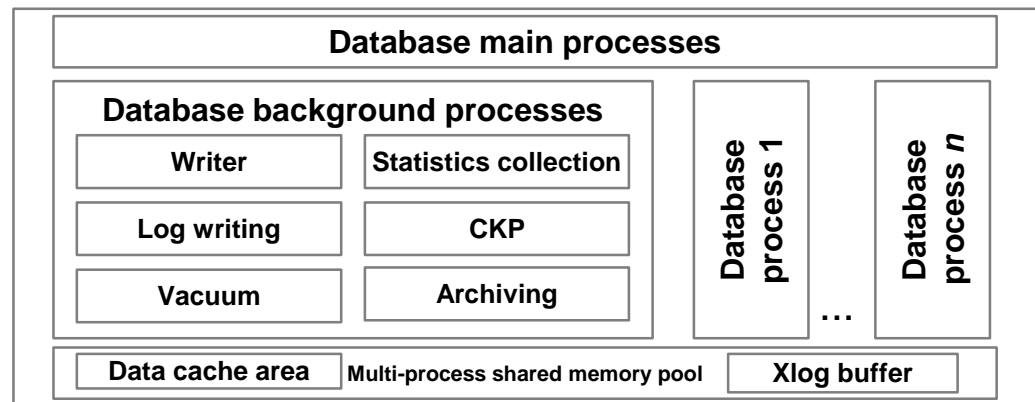 Database main processes
Database background processes
Writer
Statistics collection
Log writing
CKP
Vacuum
Archiving
Database
process 1
...
Database
process n
Data cache area
Multi-process shared memory pool
Xlog buffer